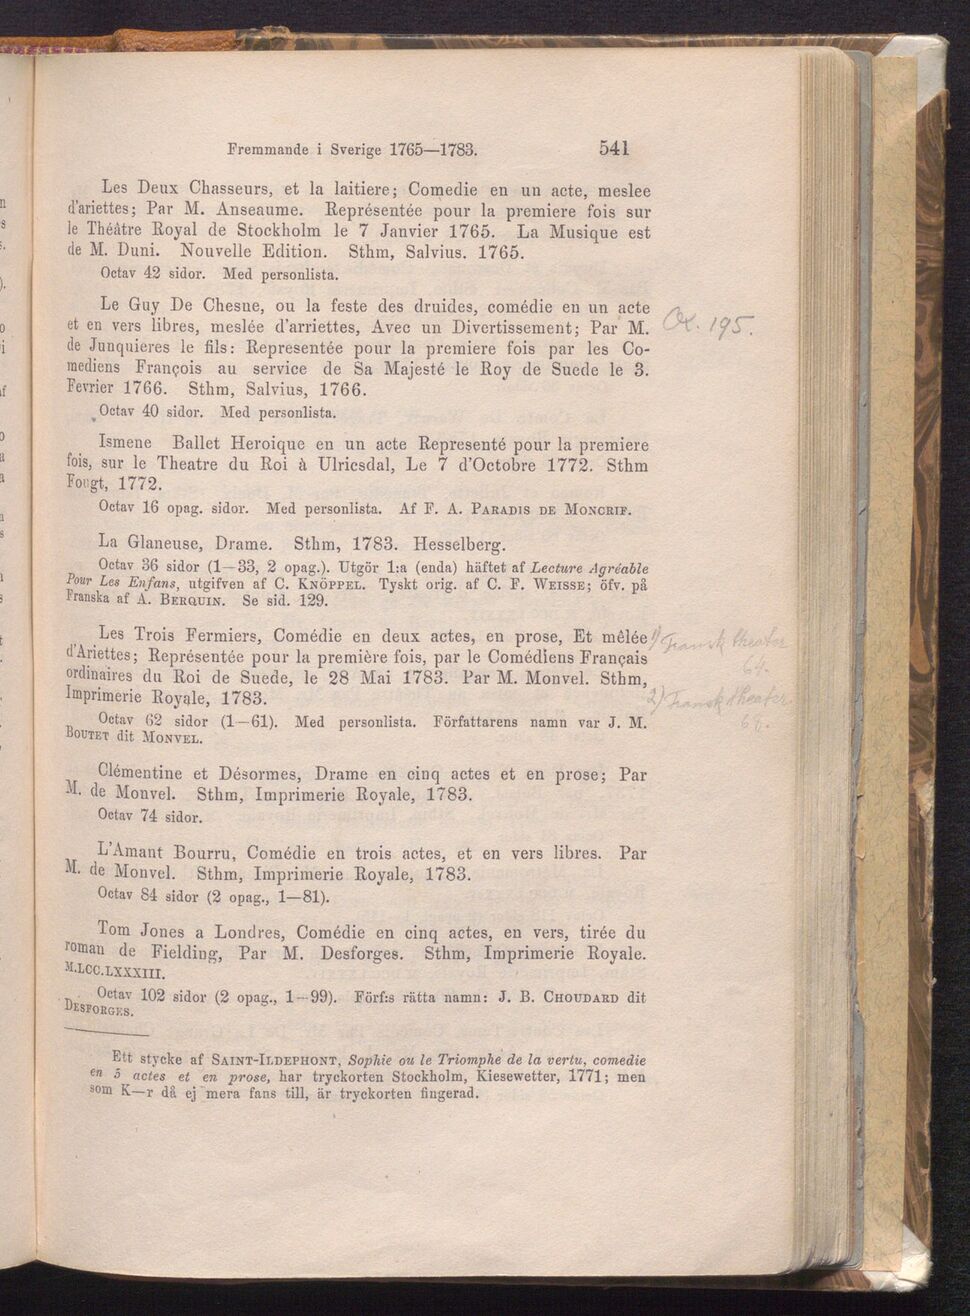 Fremmande i Sverige 1765—1783. 541
Les Deux Chasseurs, et la laitiere; Comedie en un acte, meslee
d'ariettes; Par M. Anseaume. Représentée pour la premiere fois sur
le Théâtre Royal de Stockholm le 7 Janvier 1765. La Musique est
de M. Duni. Nouvelle Edition. Sthm, Salvius. 1765.
Octav 42 sidor. Med personlista.
Le Guy De Chesne, ou la feste des druides, comédie en un acte
et en vers libres, meslée d'arriettes, Avec un Divertissement; Par M.
de Junquieres le fils: Representée pour la premiere fois par les Co-
mediens François au service de Sa Majesté le Roy de Suede le 3.
Fevrier 1766. Sthm, Salvius, 1766.
Octav 40 sidor. Med personlista.
195.
Ismene Ballet Heroique en un acte Representé pour la premiere
fois, sur le Theatre du Roi à Ulricsdal, Le 7 d'Octobre 1772. Sthm
Fougt, 1772.
Octav 16 opag. sidor. Med personlista. Af F. A. PARADIS DE MONCRIF.
La Glaneuse, Drame. Sthm, 1783. Hesselberg.
Octav 36 sidor (1—33, 2 opag.). Utgör 1:a (enda) häftet af Lecture Agréable
Pour Les Enfans, utgifven af C. KNÖPPEL. Tyskt orig. af C. F. WEISSE; öfv. på
Franska af A. BERQUIN. Se sid. 129.
Les Trois Fermiers, Comédie en deux actes, en prose, Et mêlée
d'Ariettes; Représentée pour la première fois, par le Comédiens Français
ordinaires du Roi de Suede, le 28 Mai 1783. Par M. Monvel. Sthm,
Imprimerie Royale, 1783.
Octav 62 sidor (1—61). Med personlista. Författarens namn var J. M.
BOUTET dit MONVEL.
1) Fransk theater
64.
2) Fransk theater
Clémentine et Désormes, Drame en cinq actes et en prose; Par
M. de Monvel. Sthm, Imprimerie Royale, 1783.
Octav 74 sidor.
L'Amant Bourru, Comédie en trois actes, et en vers libres. Par
M. de Monvel. Sthm, Imprimerie Royale, 1783.
Octav 84 sidor (2 opag., 1—81).
Tom Jones a Londres, Comédie en cinq actes, en vers, tirée du
roman de Fielding, Par M. Desforges. Sthm, Imprimerie Royale.
M.LCC.LXXXIII.
Octav 102 sidor (2 opag., 1—99). Förf:s rätta namn: J. B. CHOUDARD dit
DESFORGES.
Ett stycke af SAINT-ILDEPHONT, Sophie ou le Triomphe de la vertu, comedie
en 5 actes et en prose, har tryckorten Stockholm, Kiesewetter, 1771; men
som K—r då ej mera fans till, är tryckorten fingerad.